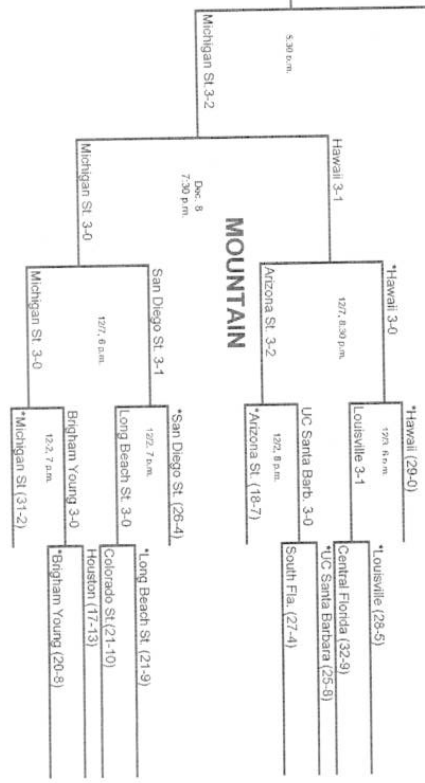 *Hawaii (29-0)
12/3, 6 p.m.
*Hawaii 3-0
*Louisville (28-5)
Louisville 3-1
Central Florida (32-9)
12/7, 8:30 p.m.
Hawaii 3-1
*UC Santa Barbara (25-8)
UC Santa Barb. 3-0
South Fla. (27-4)
12/2, 8 p.m.
Arizona St. 3-2
*Arizona St. (18-7)
5:30 p.m.
MOUNTAIN
Dec. 8
7:30 p.m.
Michigan St.3-2
*San Diego St. (26-4)
12/2, 7 p.m.
San Diego St. 3-1
*Long Beach St. (21-9)
Long Beach St. 3-0
Colorado St.(21-10)
12/7, 6 p.m.
Michigan St. 3-0
Houston (17-13)
Brigham Young 3-0
*Brigham Young (20-8)
12-2, 7 p.m.
Michigan St. 3-0
*Michigan St (31-2)